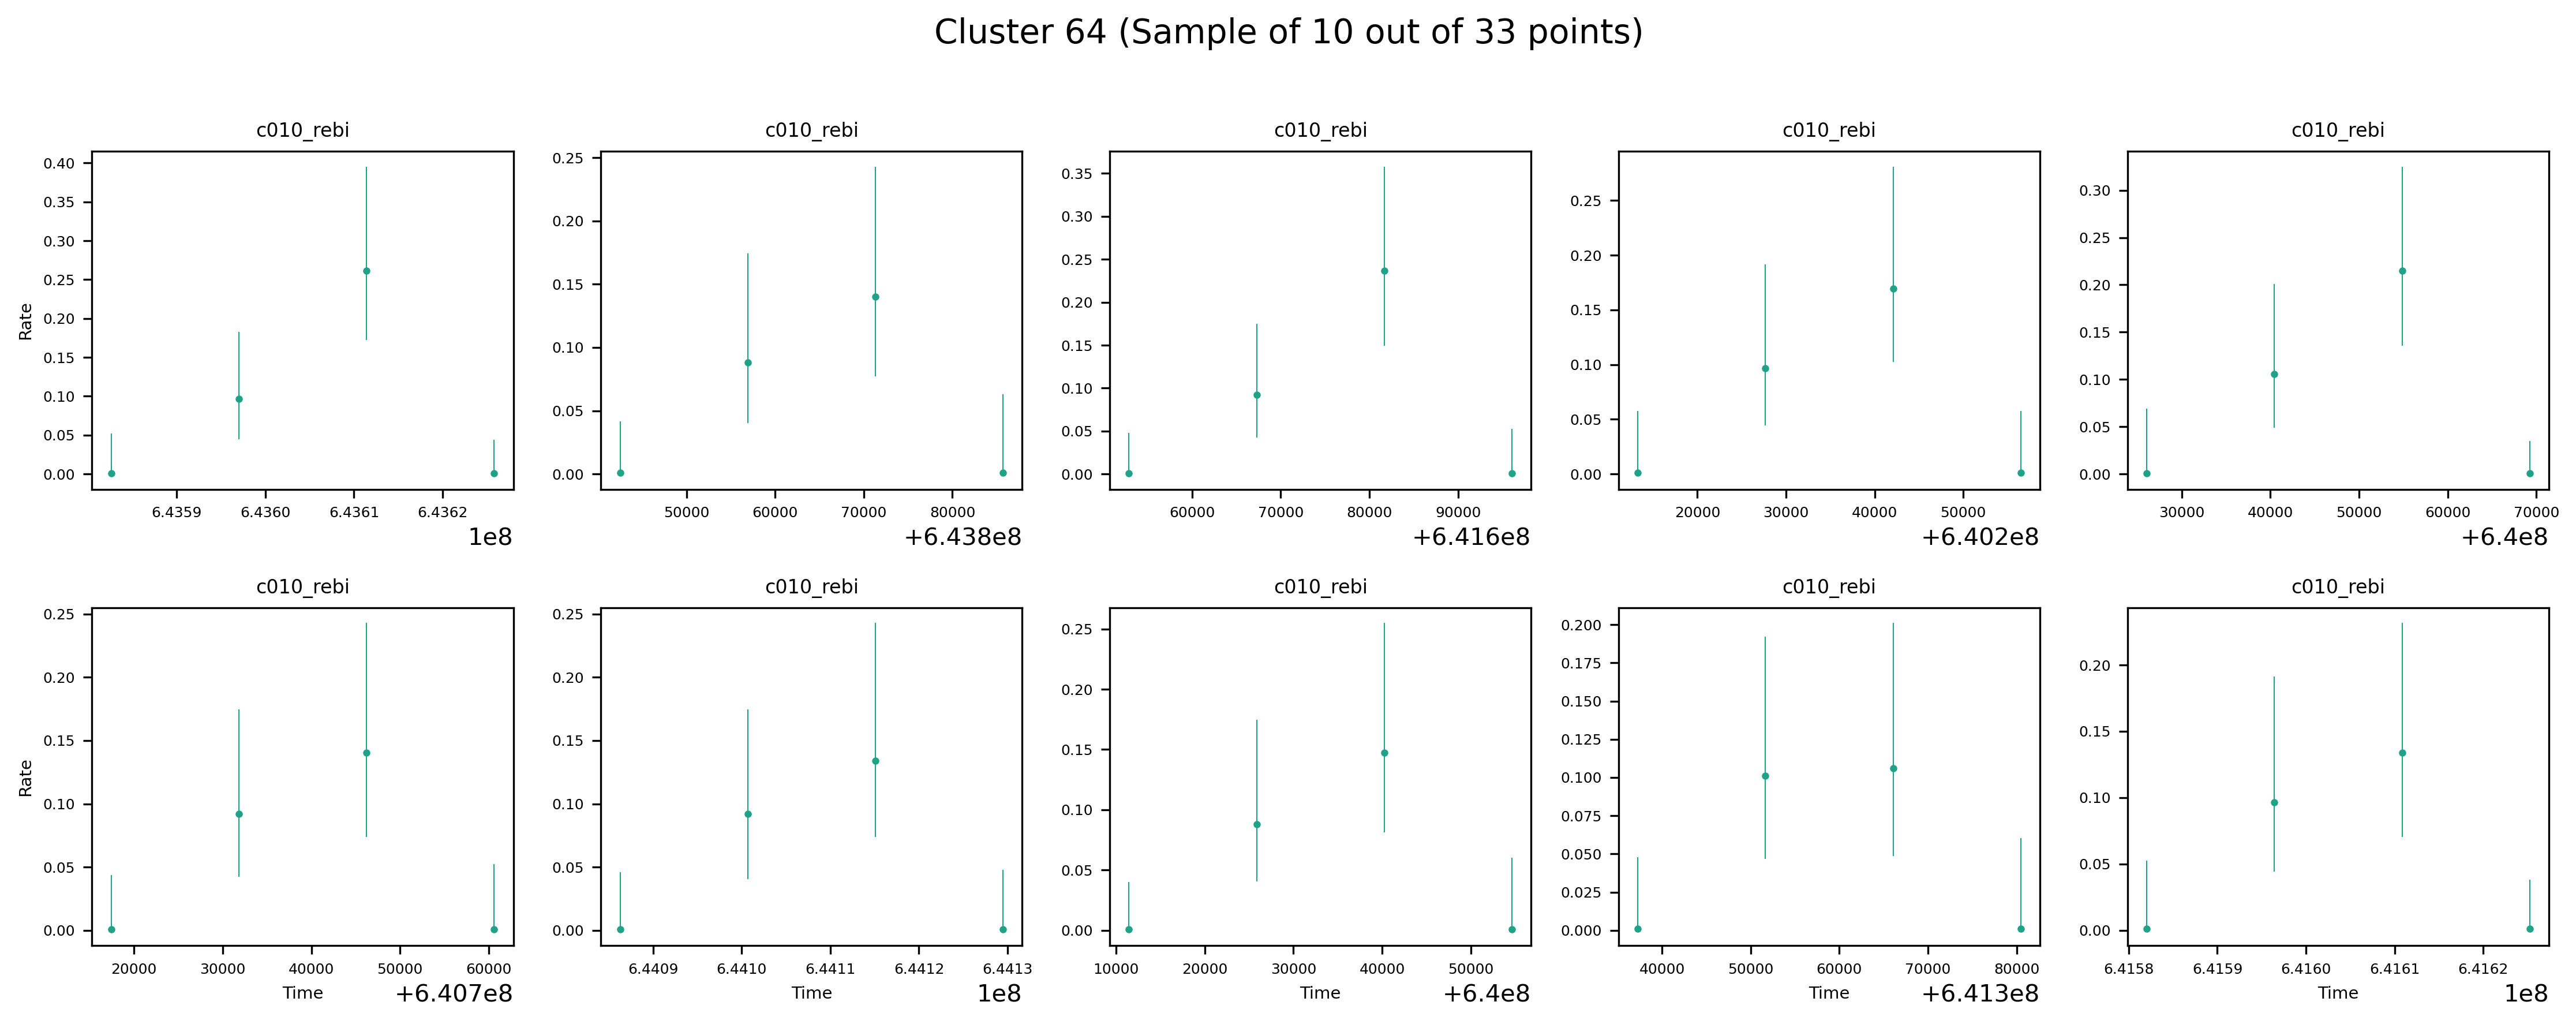 Cluster 64 (Sample of 10 out of 33 points)
c010_rebi c010_rebi c010_rebi c010_rebi c010_rebi
Rate
0.40
0.35
0.30
0.25
0.20
0.15
0.10
0.05
0.00
6.4359 6.4360 6.4361 6.4362
1e8
0.25
0.20
0.15
0.10
0.05
0.00
50000 60000 70000 80000
+6.438e8
0.35
0.30
0.25
0.20
0.15
0.10
0.05
0.00
60000 70000 80000 90000
+6.416e8
0.25
0.20
0.15
0.10
0.05
0.00
20000 30000 40000 50000
+6.402e8
0.30
0.25
0.20
0.15
0.10
0.05
0.00
30000 40000 50000 60000 70000
+6.4e8
c010_rebi c010_rebi c010_rebi c010_rebi c010_rebi
Rate
0.25
0.20
0.15
0.10
0.05
0.00
20000 30000 40000 50000 60000
Time +6.407e8
0.25
0.20
0.15
0.10
0.05
0.00
6.4409 6.4410 6.4411 6.4412 6.4413
Time 1e8
0.25
0.20
0.15
0.10
0.05
0.00
10000 20000 30000 40000 50000
Time +6.4e8
0.200
0.175
0.150
0.125
0.100
0.075
0.050
0.025
0.000
40000 50000 60000 70000 80000
Time +6.413e8
0.20
0.15
0.10
0.05
0.00
6.4158 6.4159 6.4160 6.4161 6.4162
Time 1e8